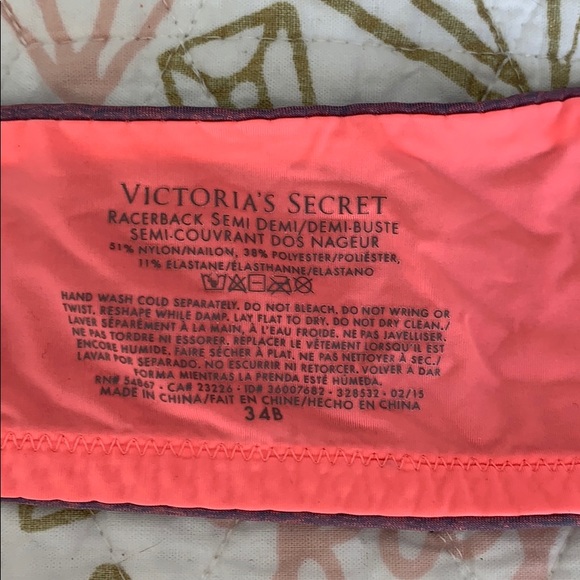 VICTORIA'S SECRET
RACERBACK SEMI DEMI/DEMI-BUSTE
SEMI-COUVRANT DOS NAGEUR
51% NYLON/NAILON, 38% POLYESTER/POLIÉSTER,
11% ELASTANE/ÉLASTHANNE/ELASTANO
HAND WASH COLD SEPARATELY. DO NOT BLEACH. DO NOT WRING OR
TWIST. RESHAPE WHILE DAMP. LAY FLAT TO DRY. DO NOT DRY CLEAN./
LAVER SÉPARÉMENT À LA MAIN, À L'EAU FROIDE. NE PAS JAVELLISER.
NE PAS TORDRE NI ESSORER. REPLACER LE VÊTEMENT LORSQU'IL EST
ENCORE HUMIDE. FAIRE SÉCHER À PLAT. NE PAS NETTOYER À SEC./
LAVAR POR SEPARADO. NO ESCURRIR NI RETORCER. VOLVER A DAR
FORMA MIENTRAS LA PRENDA ESTÉ HÚMEDA.
RN# 54867 • CA# 23226 • ID# 36007682 • 328532 • 02/15
MADE IN CHINA/FAIT EN CHINE/HECHO EN CHINA
34B